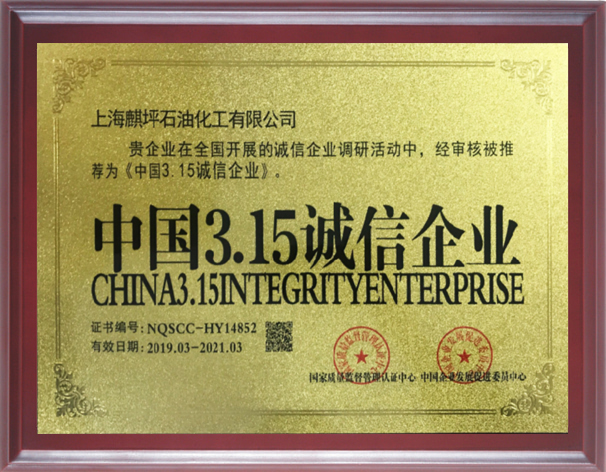 上海麒坪石油化工有限公司
贵企业在全国开展的诚信企业调研活动中，经审核被推
荐为《中国3.15诚信企业》。
中国3.15诚信企业
CHINA3.15INTEGRITYENTERPRISE
证书编号: NQSCC-HY14852
有效日期: 2019.03-2021.03
国家质量监督管理认证中心 中国企业发展促进委员中心